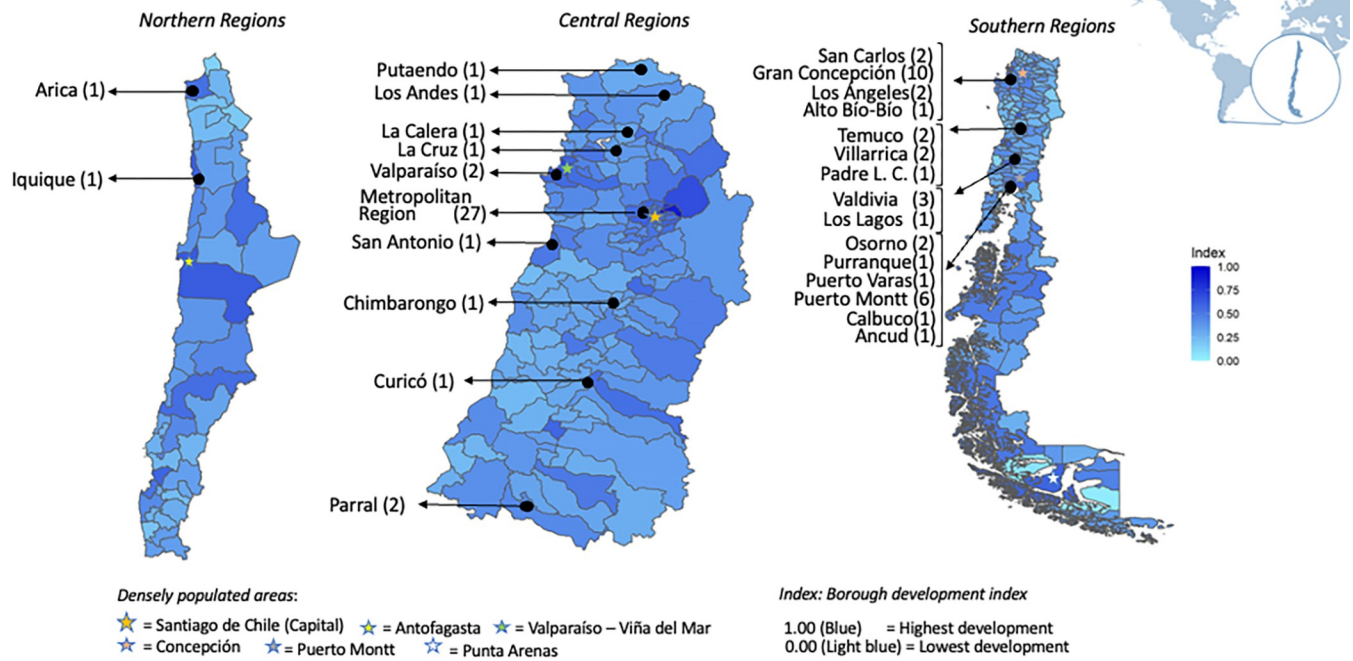 Northern Regions
Arica (1)
Iquique (1)
Central Regions
Putaendo (1)
Los Andes (1)
La Calera (1)
La Cruz (1)
Valparaíso (2)
Metropolitan
Region (27)
San Antonio (1)
Chimbarongo (1)
Curicó (1)
Parral (2)
Southern Regions
San Carlos (2)
Gran Concepción (10)
Los Ángeles(2)
Alto Bío-Bío (1)
Temuco (2)
Villarrica (2)
Padre L. C. (1)
Valdivia (3)
Los Lagos (1)
Osorno (2)
Purranque(1)
Puerto Varas(1)
Puerto Montt (6)
Calbuco(1)
Ancud (1)
Index
1.00
0.75
0.50
0.25
0.00
Densely populated areas:
= Santiago de Chile (Capital) = Antofagasta = Valparaíso – Viña del Mar
= Concepción = Puerto Montt = Punta Arenas
Index: Borough development index
1.00 (Blue) = Highest development
0.00 (Light blue) = Lowest development